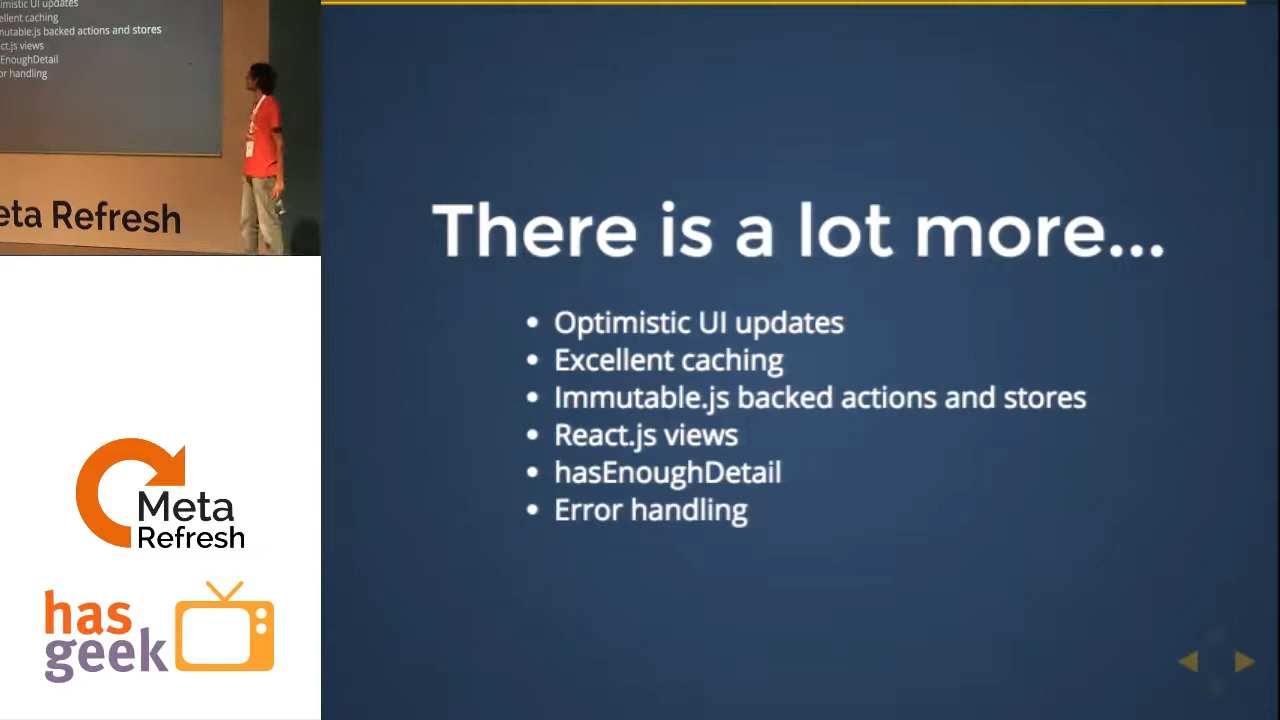 imistic UI updates
ellent caching
mutable.js backed actions and stores
ct.js views
EnoughDetail
or handling
eta Refresh
Meta
Refresh
has
geek
There is a lot more...
• Optimistic UI updates
• Excellent caching
• Immutable.js backed actions and stores
• React.js views
• hasEnoughDetail
• Error handling